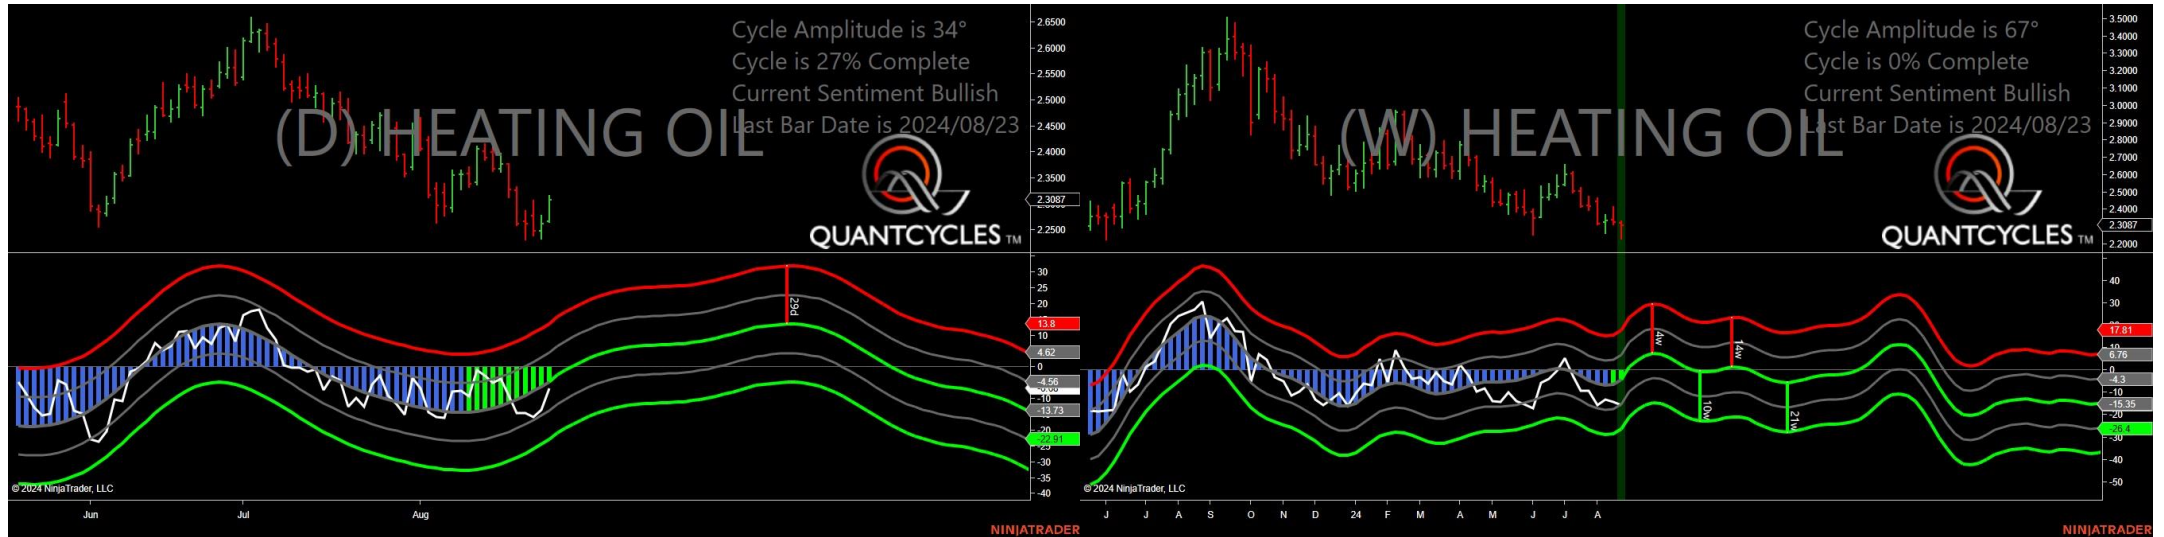 Cycle Amplitude is 34°
Cycle is 27% Complete
Current Sentiment Bullish
Last Bar Date is 2024/08/23
(D) HEATING OIL
QUANTCYCLES TM
2.6500
2.6000
2.5500
2.5000
2.4500
2.4000
2.3500
2.3087
2.2500
30
25
20
13.8
10
4.62
0
-4.56
-10
-13.73
-20
-22.91
-25
-30
-35
-40
29d
© 2024 NinjaTrader, LLC
Jun
Jul
Aug
NINJATRADER
Cycle Amplitude is 67°
Cycle is 0% Complete
Current Sentiment Bullish
Last Bar Date is 2024/08/23
(W) HEATING OIL
QUANTCYCLES TM
3.5000
3.4000
3.3000
3.2000
3.1000
3.0000
2.9000
2.8000
2.7000
2.6000
2.5000
2.4000
2.3087
2.2000
40
30
17.81
6.76
0
-4.3
-10
-15.35
-20
-26.4
-30
-40
-50
4w
14w
10w
21w
© 2024 NinjaTrader, LLC
J J A S O N D 24 F M A M J J A
NINJATRADER